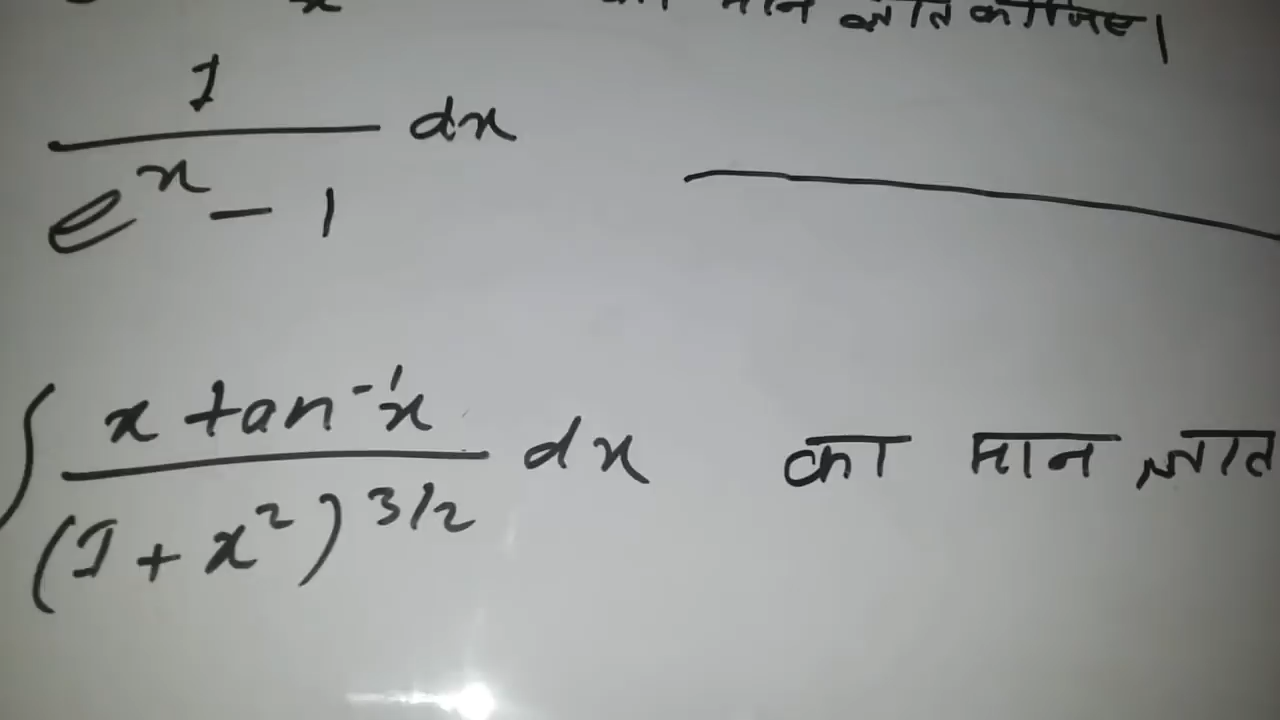 x मान ज्ञात कीजिए।
1
dx
e^x - 1
∫ x tan⁻¹x dx का मान ज्ञात
(1 + x²)^3/2